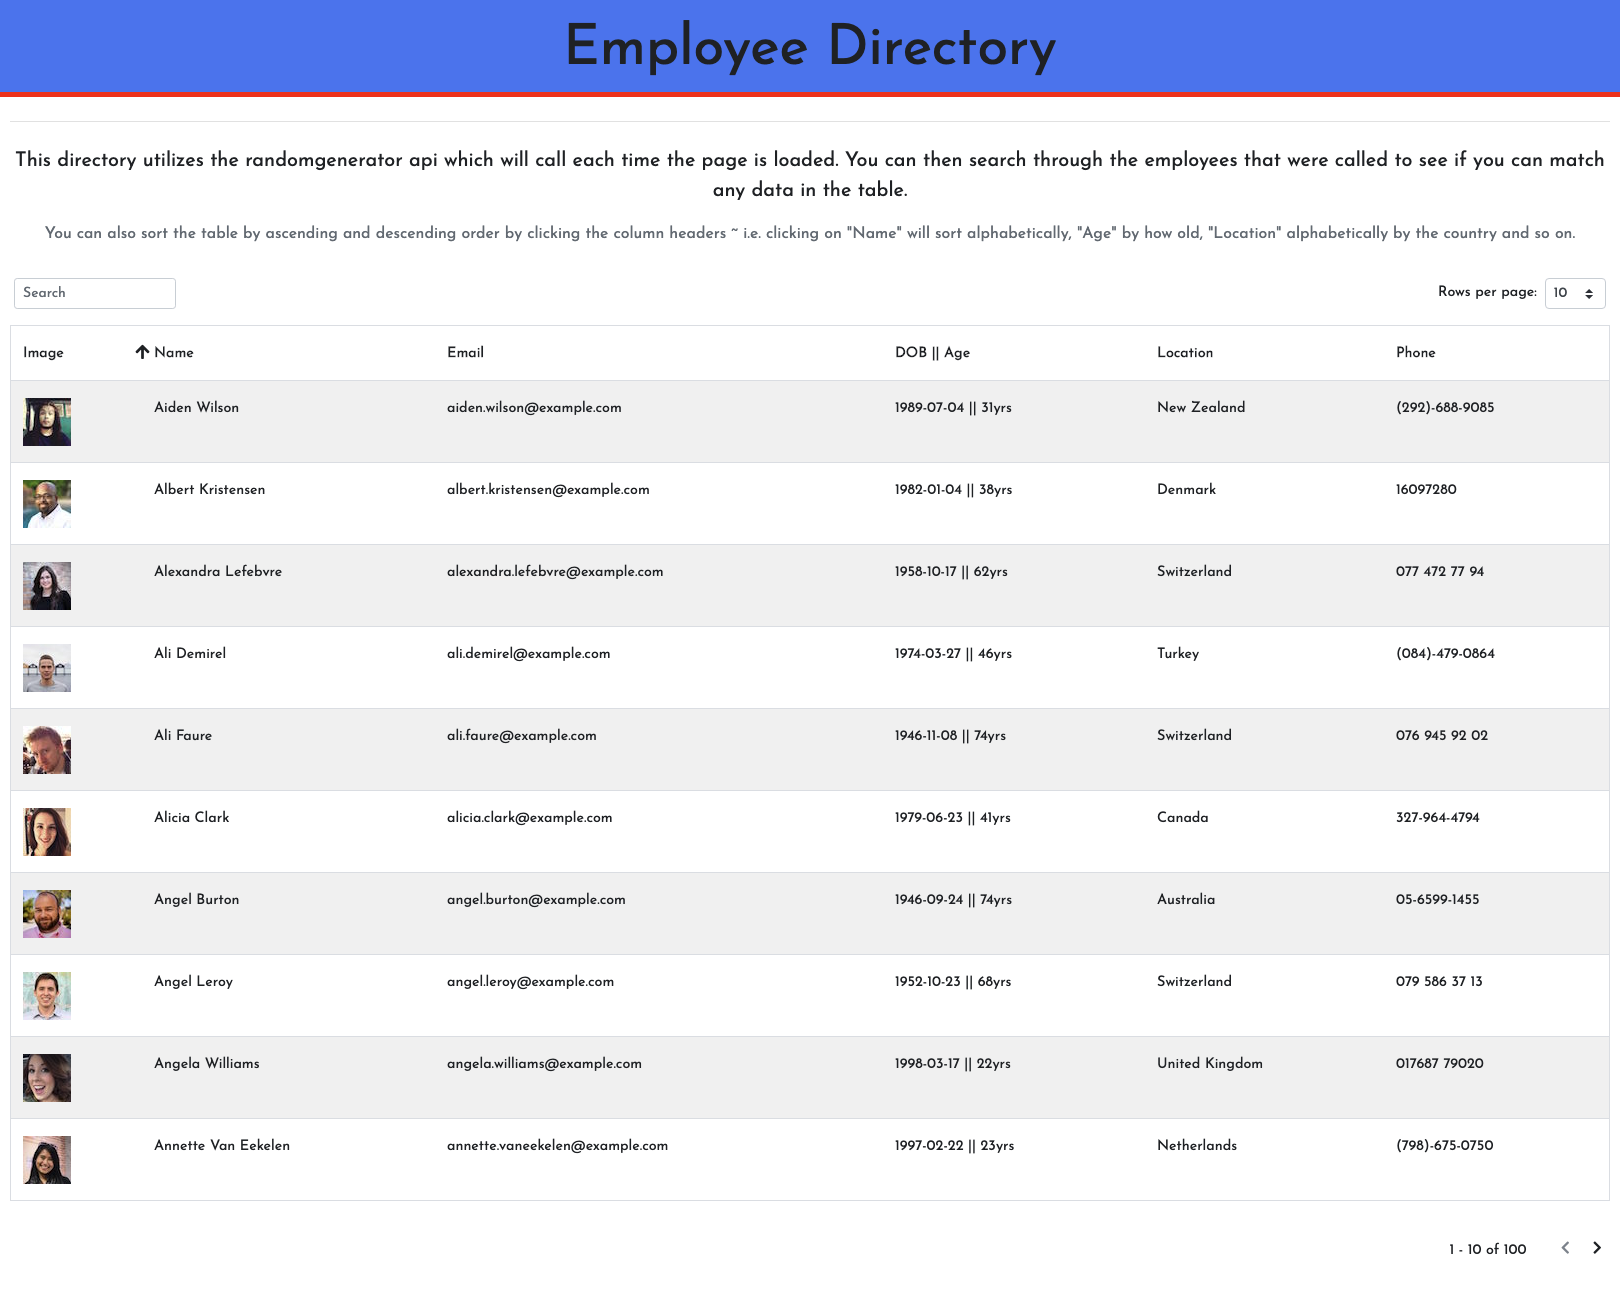 Employee Directory
This directory utilizes the randomgenerator api which will call each time the page is loaded. You can then search through the employees that were called to see if you can match
any data in the table.
You can also sort the table by ascending and descending order by clicking the column headers ~ i.e. clicking on "Name" will sort alphabetically, "Age" by how old, "Location" alphabetically by the country and so on.
Search Rows per page: 10
Image Name Email DOB || Age Location Phone
Aiden Wilson aiden.wilson@example.com 1989-07-04 || 31yrs New Zealand (292)-688-9085
Albert Kristensen albert.kristensen@example.com 1982-01-04 || 38yrs Denmark 16097280
Alexandra Lefebvre alexandra.lefebvre@example.com 1958-10-17 || 62yrs Switzerland 077 472 77 94
Ali Demirel ali.demirel@example.com 1974-03-27 || 46yrs Turkey (084)-479-0864
Ali Faure ali.faure@example.com 1946-11-08 || 74yrs Switzerland 076 945 92 02
Alicia Clark alicia.clark@example.com 1979-06-23 || 41yrs Canada 327-964-4794
Angel Burton angel.burton@example.com 1946-09-24 || 74yrs Australia 05-6599-1455
Angel Leroy angel.leroy@example.com 1952-10-23 || 68yrs Switzerland 079 586 37 13
Angela Williams angela.williams@example.com 1998-03-17 || 22yrs United Kingdom 017687 79020
Annette Van Eekelen annette.vaneekelen@example.com 1997-02-22 || 23yrs Netherlands (798)-675-0750
1 - 10 of 100